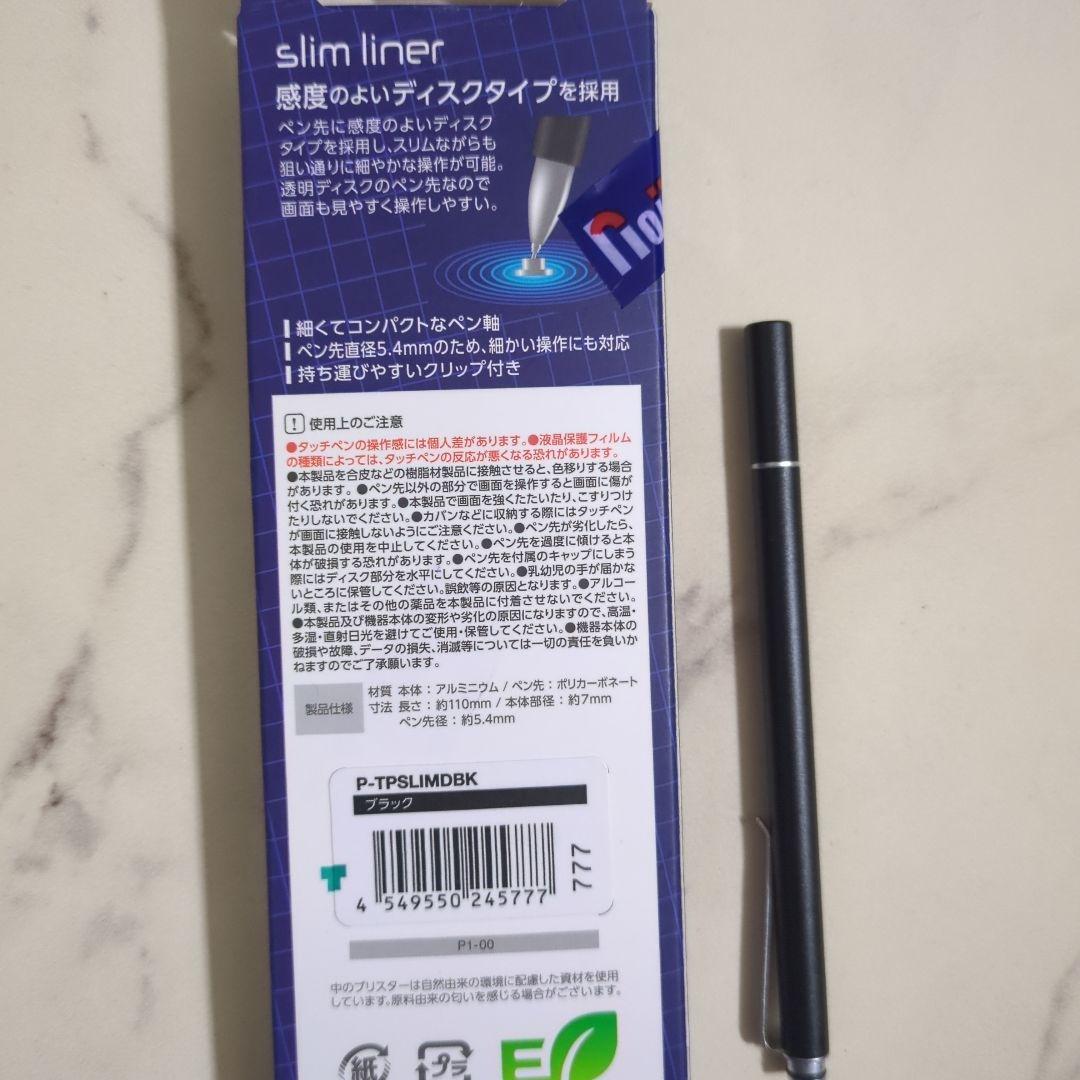 slim liner
感度のよいディスクタイプを採用
ペン先に感度のよいディスク
タイプを採用し、スリムながらも
狙い通りに細やかな操作が可能。
透明ディスクのペン先なので
画面も見やすく操作しやすい。
noji
細くてコンパクトなペン軸
ペン先直径5.4mmのため、細かい操作にも対応
持ち運びやすいクリップ付き
! 使用上のご注意
●タッチペンの操作感には個人差があります。●液晶保護フィルム
の種類によっては、タッチペンの反応が悪くなる恐れがあります。
●本製品を合皮などの樹脂材製品に接触させると、色移りする場合
があります。●ペン先以外の部分で画面を操作すると画面に傷が
付く恐れがあります。●本製品で画面を強くたたいたり、こすりつけ
たりしないでください。●カバンなどに収納する際にはタッチペン
が画面に接触しないようにご注意ください。●ペン先が劣化したら、
本製品の使用を中止してください。●ペン先を過度に傾けると本
体が破損する恐れがあります。●ペン先を付属のキャップにしまう
際にはディスク部分を水平にしてください。●乳幼児の手が届かな
いところに保管してください。誤飲等の原因となります。●アルコー
ル類、またはその他の薬品を本製品に付着させないでください。
●本製品及び機器本体の変形や劣化の原因になりますので、高温・
多湿・直射日光を避けてご使用・保管してください。●機器本体の
破損や故障、データの損失、消滅等については一切の責任を負いか
ねますのでご了承願います。
製品仕様
材質 本体：アルミニウム / ペン先：ポリカーボネート
寸法 長さ：約110mm / 本体部径：約7mm
ペン先径：約5.4mm
P-TPSLIMDBK
ブラック
4 549550 245777
777
P1-00
中のブリスターは自然由来の環境に配慮した資材を使用
しています。原料由来の匂いを感じる場合がございます。
紙
プラ
E